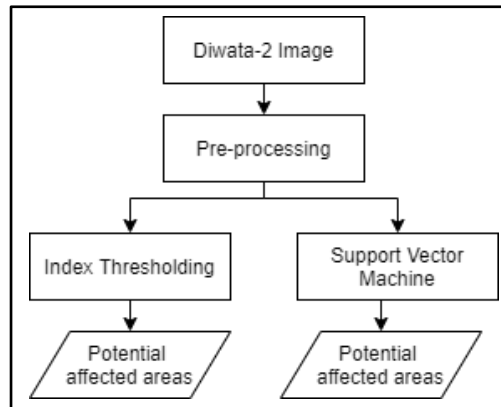 Diwata-2 Image
Pre-processing
Index Thresholding
Support Vector
Machine
Potential
affected areas
Potential
affected areas